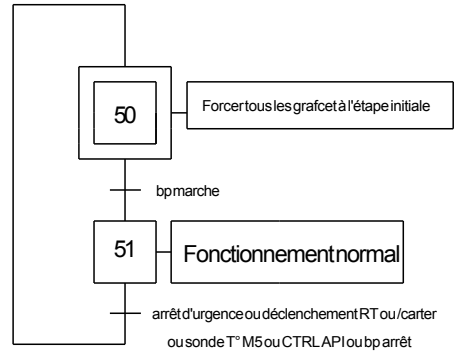 50
Forcer tous les grafcet à l'étape initiale
bp marche
51
Fonctionnement normal
arrêt d'urgence ou déclenchement RT ou /carter
ou sonde T° M5 ou CTRL API ou bp arrêt